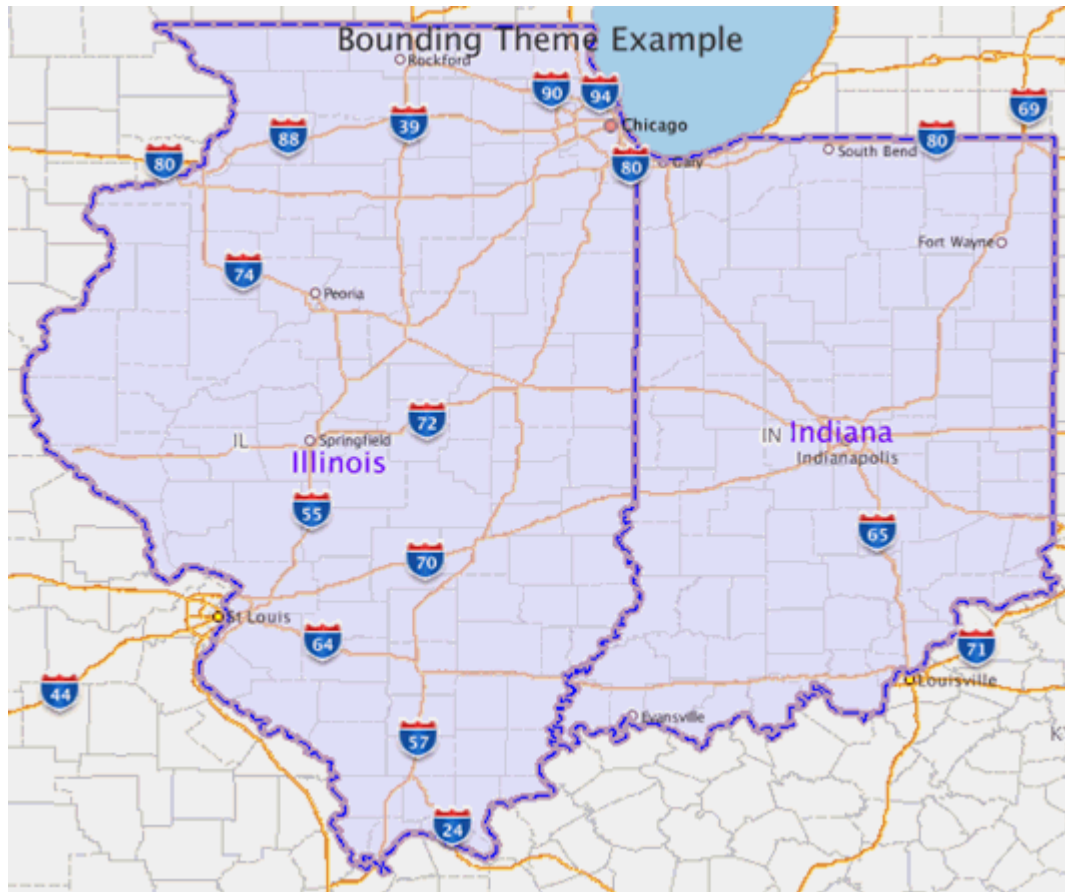 Bounding Theme Example
Rockford
90
94
69
39
Chicago
88
80
80
80
South Bend
Gary
Fort Wayne
74
Peoria
72
IL
Springfield
IN Indiana
Illinois
Indianapolis
55
65
70
St Louis
64
71
44
Louisville
Evansville
57
24